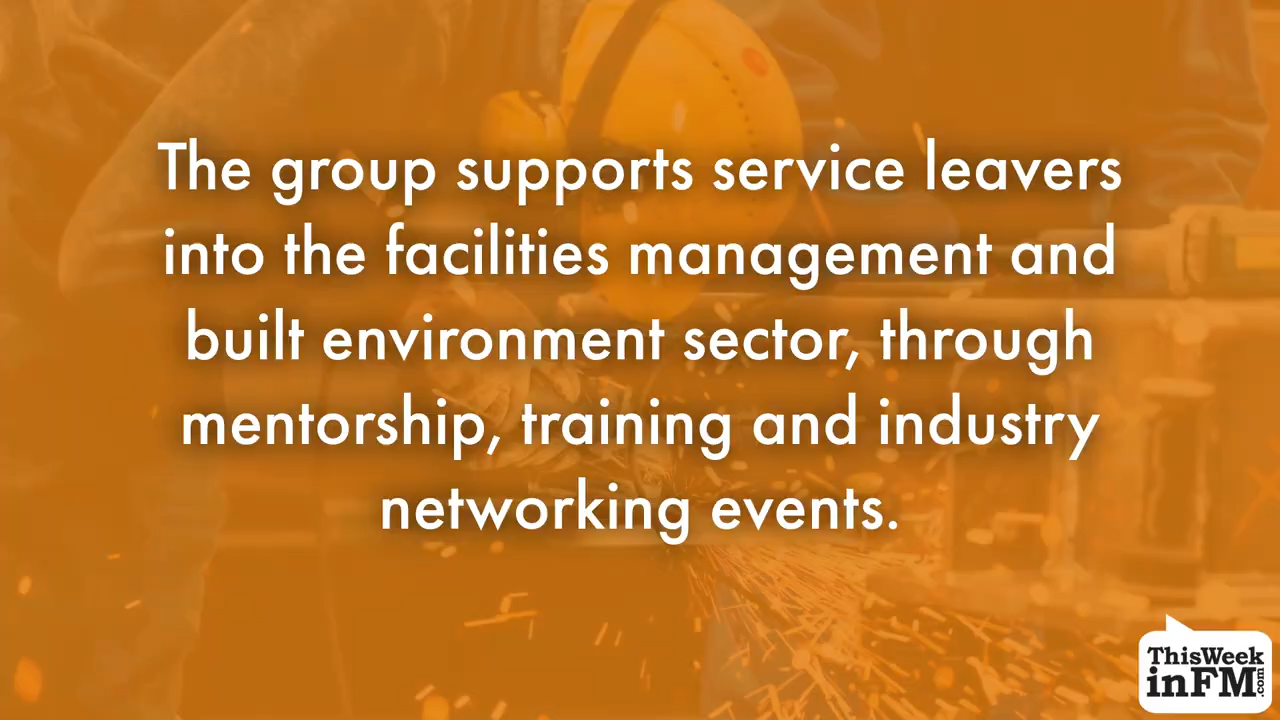 The group supports service leavers
into the facilities management and
built environment sector, through
mentorship, training and industry
networking events.
ThisWeek
inFM.com